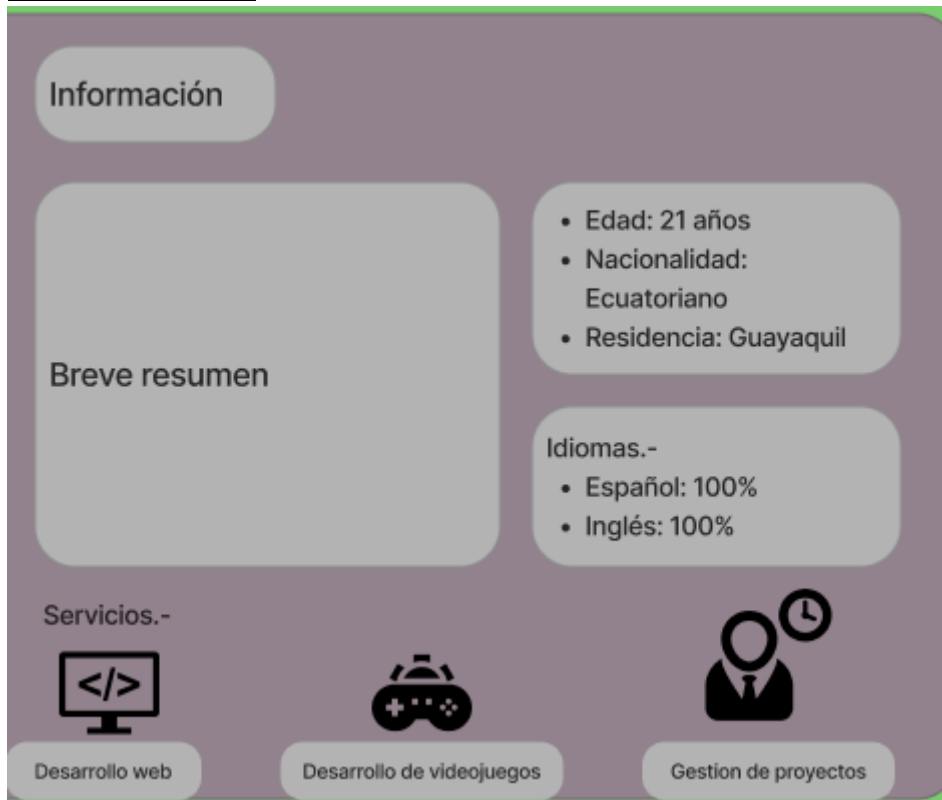 Información
Breve resumen
• Edad: 21 años
• Nacionalidad:
Ecuatoriano
• Residencia: Guayaquil
Idiomas.-
• Español: 100%
• Inglés: 100%
Servicios.-
</>
Desarrollo web
Desarrollo de videojuegos
Gestion de proyectos